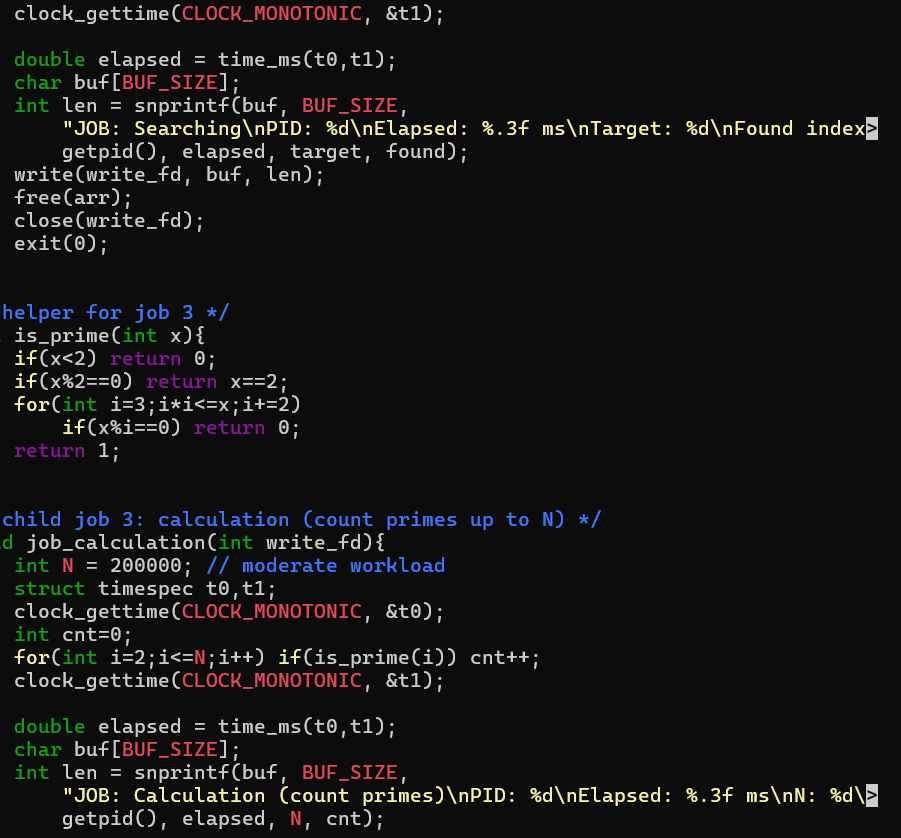 clock_gettime(CLOCK_MONOTONIC, &t1);
double elapsed = time_ms(t0,t1);
char buf[BUF_SIZE];
int len = snprintf(buf, BUF_SIZE,
"JOB: Searching\nPID: %d\nElapsed: %.3f ms\nTarget: %d\nFound index>
getpid(), elapsed, target, found);
write(write_fd, buf, len);
free(arr);
close(write_fd);
exit(0);
helper for job 3 */
is_prime(int x){
if(x<2) return 0;
if(x%2==0) return x==2;
for(int i=3;i*i<=x;i+=2)
if(x%i==0) return 0;
return 1;
child job 3: calculation (count primes up to N) */
d job_calculation(int write_fd){
int N = 200000; // moderate workload
struct timespec t0,t1;
clock_gettime(CLOCK_MONOTONIC, &t0);
int cnt=0;
for(int i=2;i<=N;i++) if(is_prime(i)) cnt++;
clock_gettime(CLOCK_MONOTONIC, &t1);
double elapsed = time_ms(t0,t1);
char buf[BUF_SIZE];
int len = snprintf(buf, BUF_SIZE,
"JOB: Calculation (count primes)\nPID: %d\nElapsed: %.3f ms\nN: %d\>
getpid(), elapsed, N, cnt);